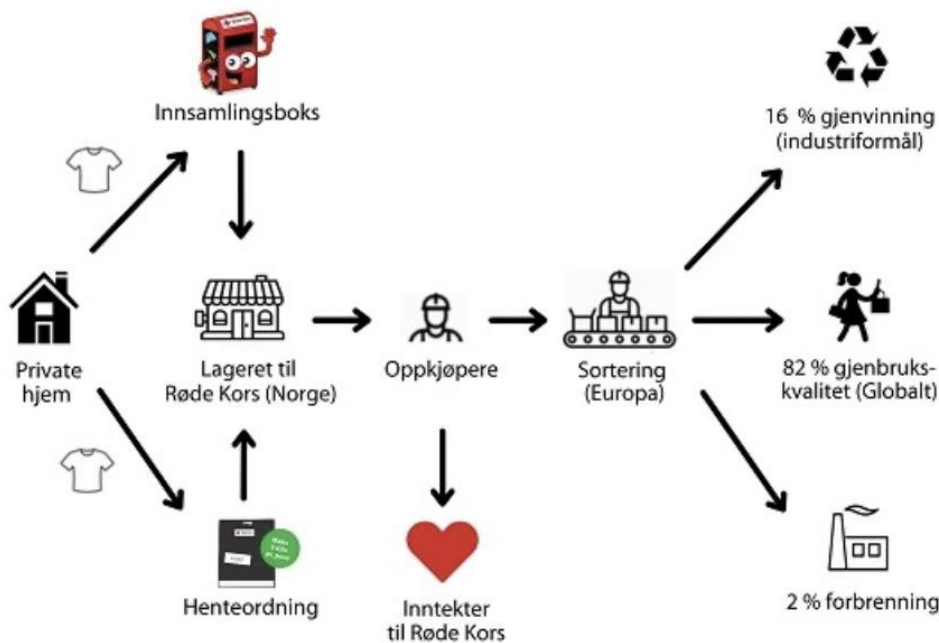 Innsamlingsboks
16 % gjenvinning
(industriformål)
Private
hjem
Lageret til
Røde Kors (Norge)
Oppkjøpere
Sortering
(Europa)
82 % gjenbruks-
kvalitet (Globalt)
Henteordning
Inntekter
til Røde Kors
2 % forbrenning